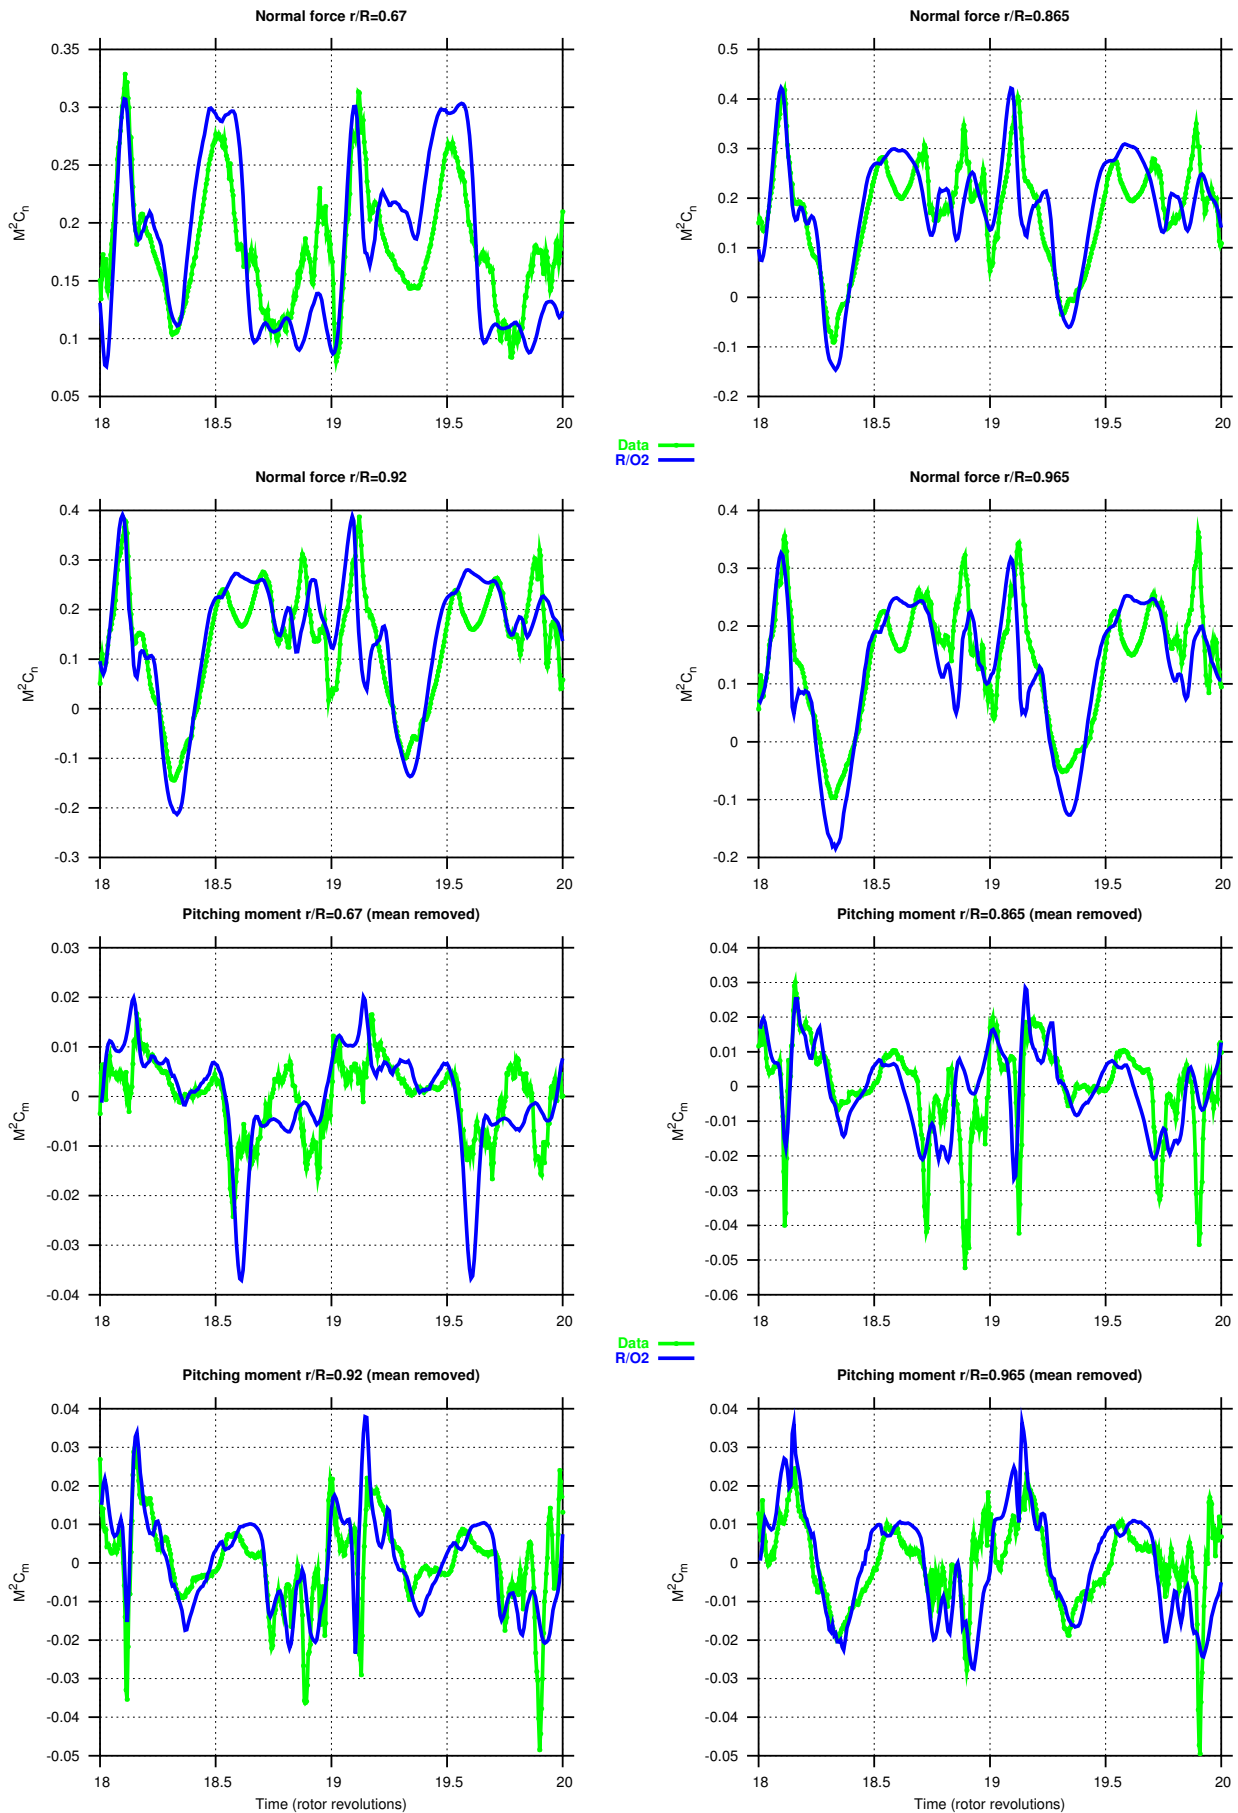 Normal force r/R=0.67
0.35
0.3
0.25
0.2
0.15
0.1
0.05
M²Cn
18 18.5 19 19.5 20
Normal force r/R=0.865
0.5
0.4
0.3
0.2
0.1
0
-0.1
-0.2
M²Cn
18 18.5 19 19.5 20
Data
R/O2
Normal force r/R=0.92
0.4
0.3
0.2
0.1
0
-0.1
-0.2
-0.3
M²Cn
18 18.5 19 19.5 20
Normal force r/R=0.965
0.4
0.3
0.2
0.1
0
-0.1
-0.2
M²Cn
18 18.5 19 19.5 20
Pitching moment r/R=0.67 (mean removed)
0.03
0.02
0.01
0
-0.01
-0.02
-0.03
-0.04
M²Cm
18 18.5 19 19.5 20
Pitching moment r/R=0.865 (mean removed)
0.04
0.03
0.02
0.01
0
-0.01
-0.02
-0.03
-0.04
-0.05
-0.06
M²Cm
18 18.5 19 19.5 20
Data
R/O2
Pitching moment r/R=0.92 (mean removed)
0.04
0.03
0.02
0.01
0
-0.01
-0.02
-0.03
-0.04
-0.05
M²Cm
18 18.5 19 19.5 20
Time (rotor revolutions)
Pitching moment r/R=0.965 (mean removed)
0.04
0.03
0.02
0.01
0
-0.01
-0.02
-0.03
-0.04
-0.05
M²Cm
18 18.5 19 19.5 20
Time (rotor revolutions)